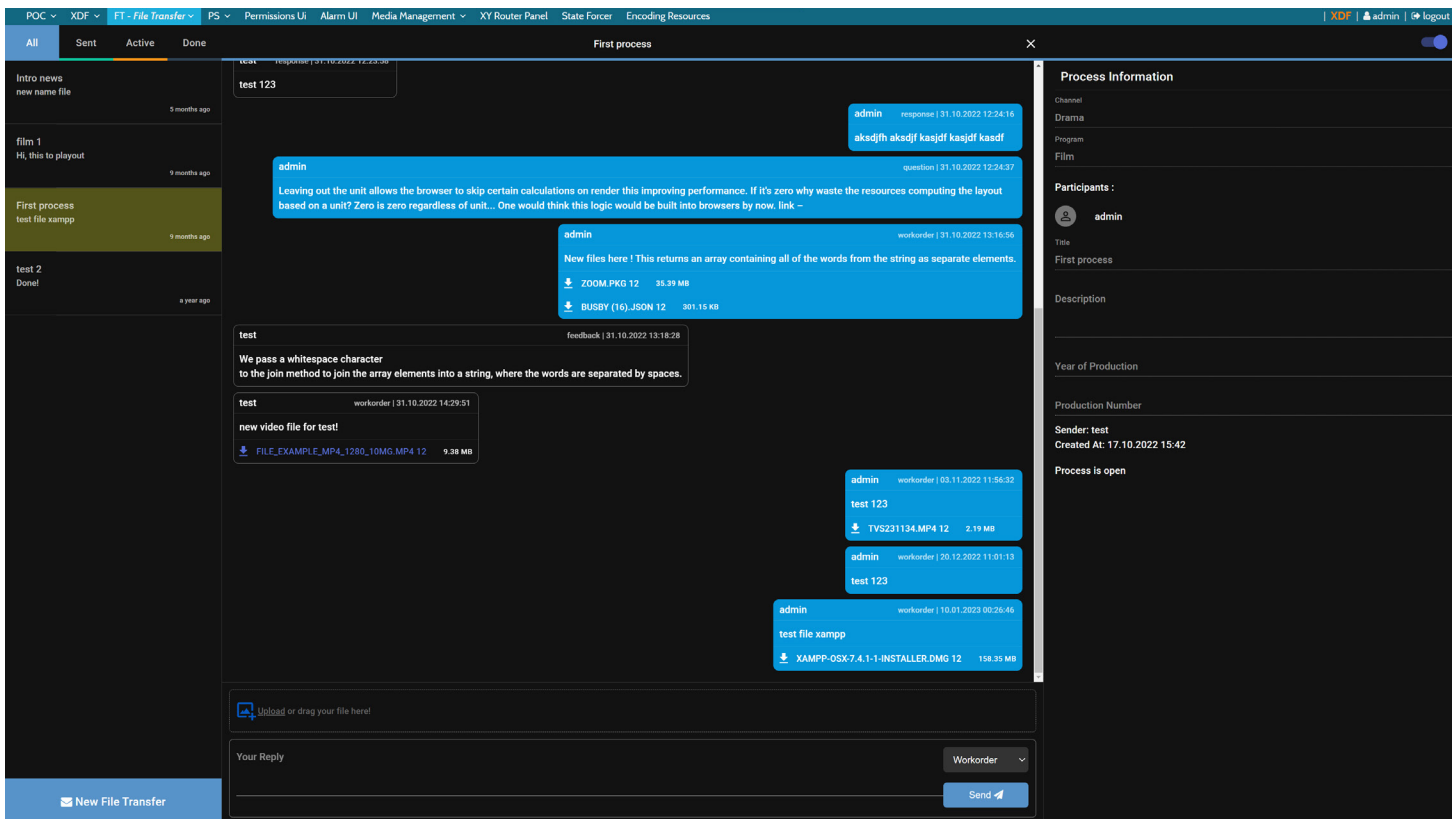 POC XDF FT - File Transfer PS Permissions Ui Alarm UI Media Management XY Router Panel State Forcer Encoding Resources | XDF | admin | logout
All Sent Active Done
First process
Intro news
new name file
5 months ago
film 1
Hi, this to playout
9 months ago
First process
test file xampp
9 months ago
test 2
Done!
a year ago
New File Transfer
test response | 31.10.2022 12:23:58
test 123
admin response | 31.10.2022 12:24:16
aksdjfh aksdjf kasjdf kasjdf kasdf
admin question | 31.10.2022 12:24:37
Leaving out the unit allows the browser to skip certain calculations on render this improving performance. If it's zero why waste the resources computing the layout
based on a unit? Zero is zero regardless of unit... One would think this logic would be built into browsers by now. link –
admin workorder | 31.10.2022 13:16:56
New files here ! This returns an array containing all of the words from the string as separate elements.
ZOOM.PKG 12 35.39 MB
BUSBY (16).JSON 12 301.15 KB
test feedback | 31.10.2022 13:18:28
We pass a whitespace character
to the join method to join the array elements into a string, where the words are separated by spaces.
test workorder | 31.10.2022 14:29:51
new video file for test!
FILE_EXAMPLE_MP4_1280_10MG.MP4 12 9.38 MB
admin workorder | 03.11.2022 11:56:32
test 123
TVS231134.MP4 12 2.19 MB
admin workorder | 20.12.2022 11:01:13
test 123
admin workorder | 10.01.2023 00:26:46
test file xampp
XAMPP-OSX-7.4.1-1-INSTALLER.DMG 12 158.35 MB
Upload or drag your file here!
Your Reply
Workorder
Send
Process Information
Channel
Drama
Program
Film
Participants :
admin
Title
First process
Description
Year of Production
Production Number
Sender: test
Created At: 17.10.2022 15:42
Process is open